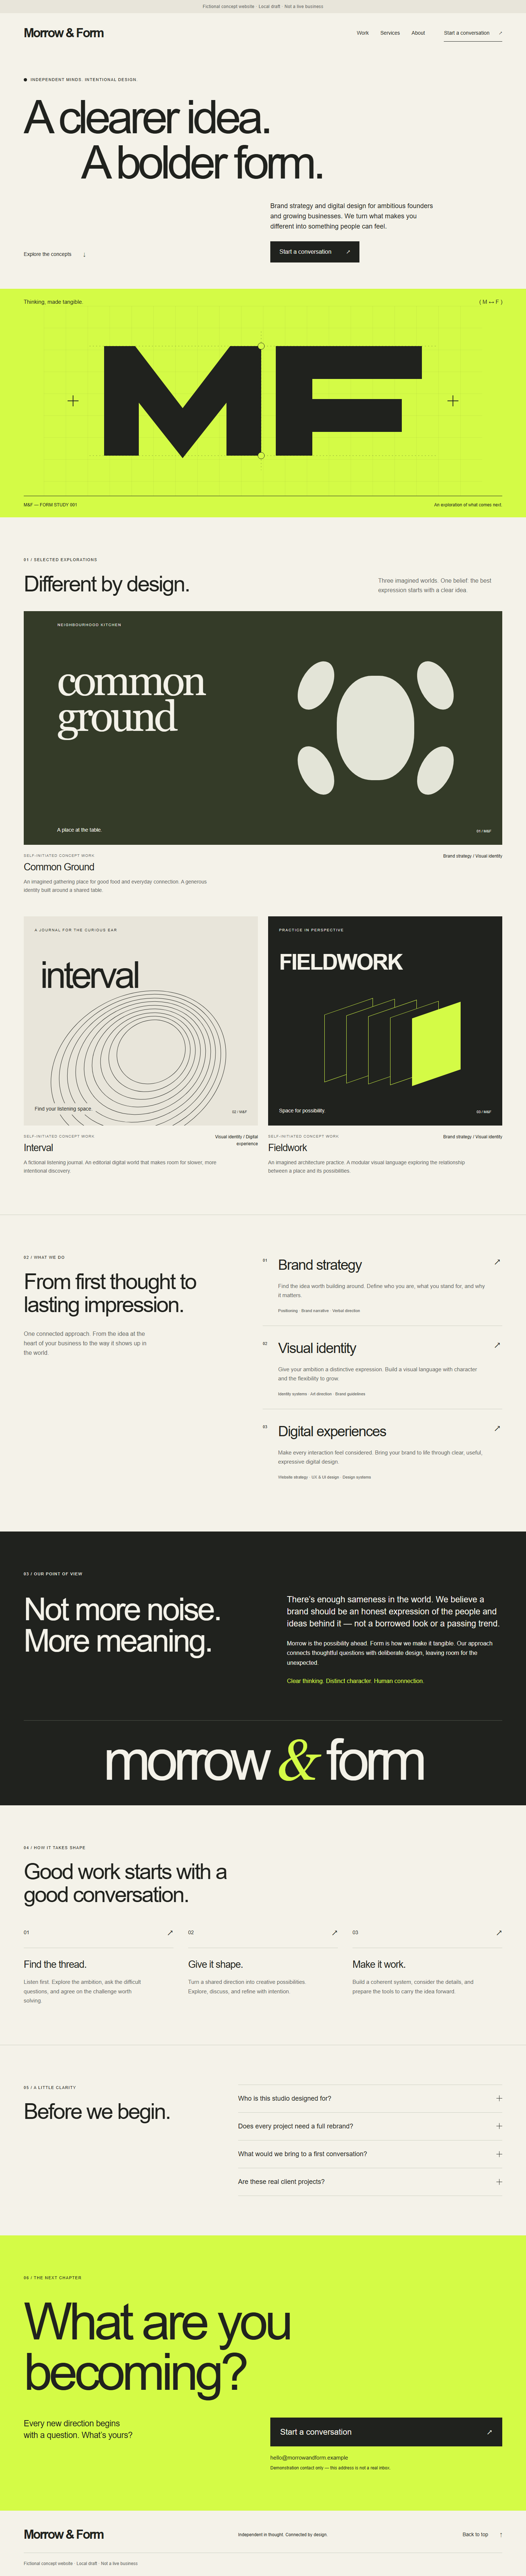 Fictional concept website · Local draft · Not a live business
Morrow & Form
Work
Services
About
Start a conversation ↗
INDEPENDENT MINDS. INTENTIONAL DESIGN.
A clearer idea.
A bolder form.
Brand strategy and digital design for ambitious founders
and growing businesses. We turn what makes you
different into something people can feel.
Explore the concepts ↓
Start a conversation ↗
Thinking, made tangible.
( M ↔ F )
MF
M&F — FORM STUDY 001
An exploration of what comes next.
01 / SELECTED EXPLORATIONS
Different by design.
Three imagined worlds. One belief: the best
expression starts with a clear idea.
NEIGHBOURHOOD KITCHEN
common
ground
A place at the table.
01 / M&F
SELF-INITIATED CONCEPT WORK
Common Ground
Brand strategy / Visual identity
An imagined gathering place for good food and everyday connection. A generous
identity built around a shared table.
A JOURNAL FOR THE CURIOUS EAR
interval
Find your listening space.
02 / M&F
SELF-INITIATED CONCEPT WORK
Interval
Visual identity / Digital
experience
A fictional listening journal. An editorial digital world that makes room for slower, more
intentional discovery.
PRACTICE IN PERSPECTIVE
FIELDWORK
Space for possibility.
03 / M&F
SELF-INITIATED CONCEPT WORK
Fieldwork
Brand strategy / Visual identity
An imagined architecture practice. A modular visual language exploring the relationship
between a place and its possibilities.
02 / WHAT WE DO
From first thought to
lasting impression.
One connected approach. From the idea at the
heart of your business to the way it shows up in
the world.
01
Brand strategy ↗
Find the idea worth building around. Define who you are, what you stand for, and why
it matters.
Positioning · Brand narrative · Verbal direction
02
Visual identity ↗
Give your ambition a distinctive expression. Build a visual language with character
and the flexibility to grow.
Identity systems · Art direction · Brand guidelines
03
Digital experiences ↗
Make every interaction feel considered. Bring your brand to life through clear, useful,
expressive digital design.
Website strategy · UX & UI design · Design systems
03 / OUR POINT OF VIEW
Not more noise.
More meaning.
There's enough sameness in the world. We believe a
brand should be an honest expression of the people and
ideas behind it — not a borrowed look or a passing trend.
Morrow is the possibility ahead. Form is how we make it tangible. Our approach
connects thoughtful questions with deliberate design, leaving room for the
unexpected.
Clear thinking. Distinct character. Human connection.
morrow & form
04 / HOW IT TAKES SHAPE
Good work starts with a
good conversation.
01 ↗
Find the thread.
Listen first. Explore the ambition, ask the difficult
questions, and agree on the challenge worth
solving.
02 ↗
Give it shape.
Turn a shared direction into creative possibilities.
Explore, discuss, and refine with intention.
03 ↗
Make it work.
Build a coherent system, consider the details, and
prepare the tools to carry the idea forward.
05 / A LITTLE CLARITY
Before we begin.
Who is this studio designed for?
Does every project need a full rebrand?
What would we bring to a first conversation?
Are these real client projects?
06 / THE NEXT CHAPTER
What are you
becoming?
Every new direction begins
with a question. What's yours?
Start a conversation ↗
hello@morrowandform.example
Demonstration contact only — this address is not a real inbox.
Morrow & Form
Independent in thought. Connected by design.
Back to top ↑
Fictional concept website · Local draft · Not a live business